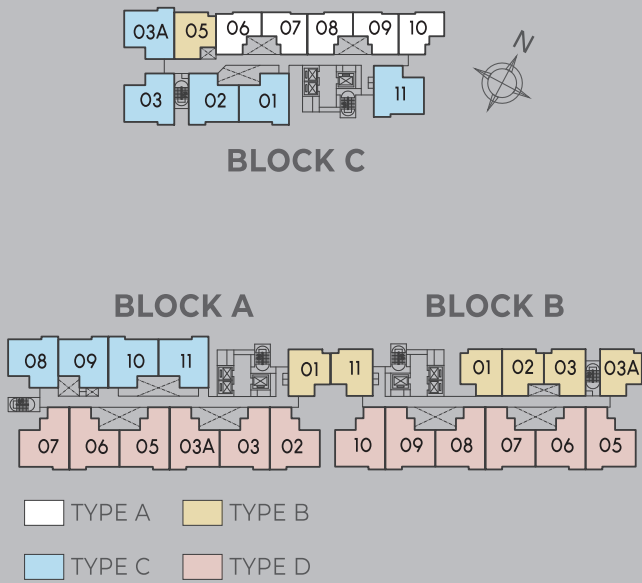 03A 05 06 07 08 09 10
N
03 02 01 11
BLOCK C
BLOCK A BLOCK B
08 09 10 11 01 11 01 02 03 03A
07 06 05 03A 03 02 10 09 08 07 06 05
TYPE A TYPE B
TYPE C TYPE D